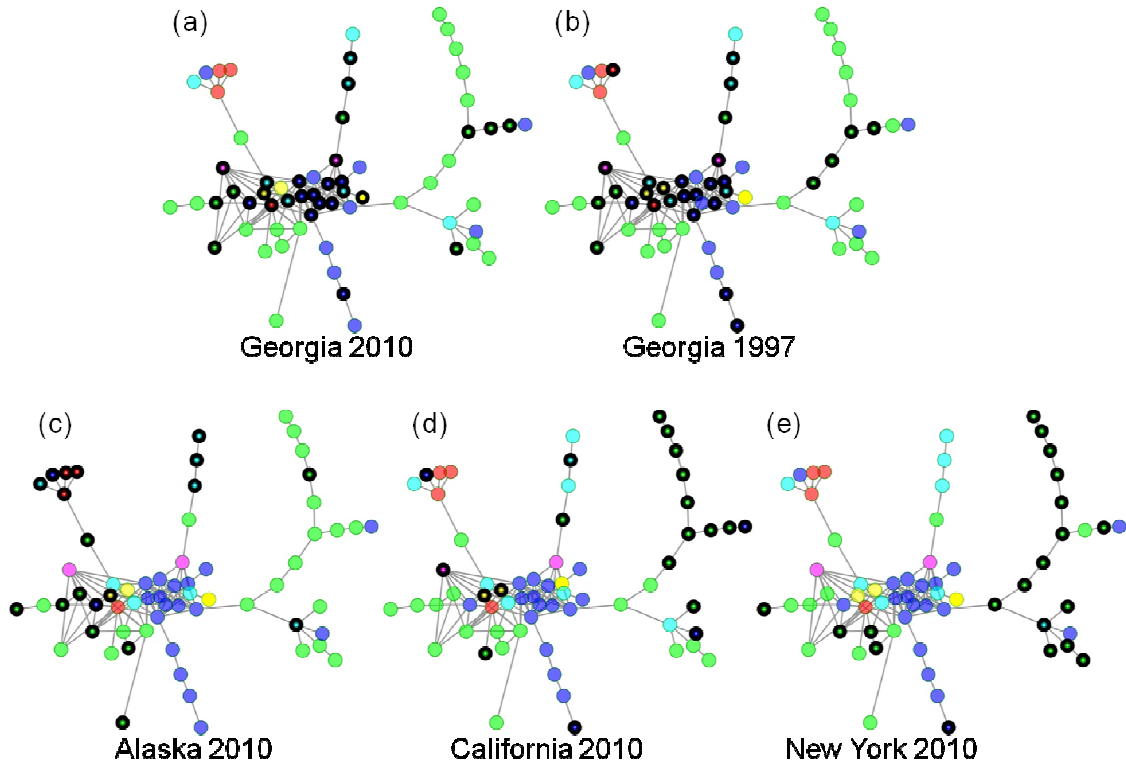 (a)
(b)
Georgia 2010
Georgia 1997
(c)
(d)
(e)
Alaska 2010
California 2010
New York 2010